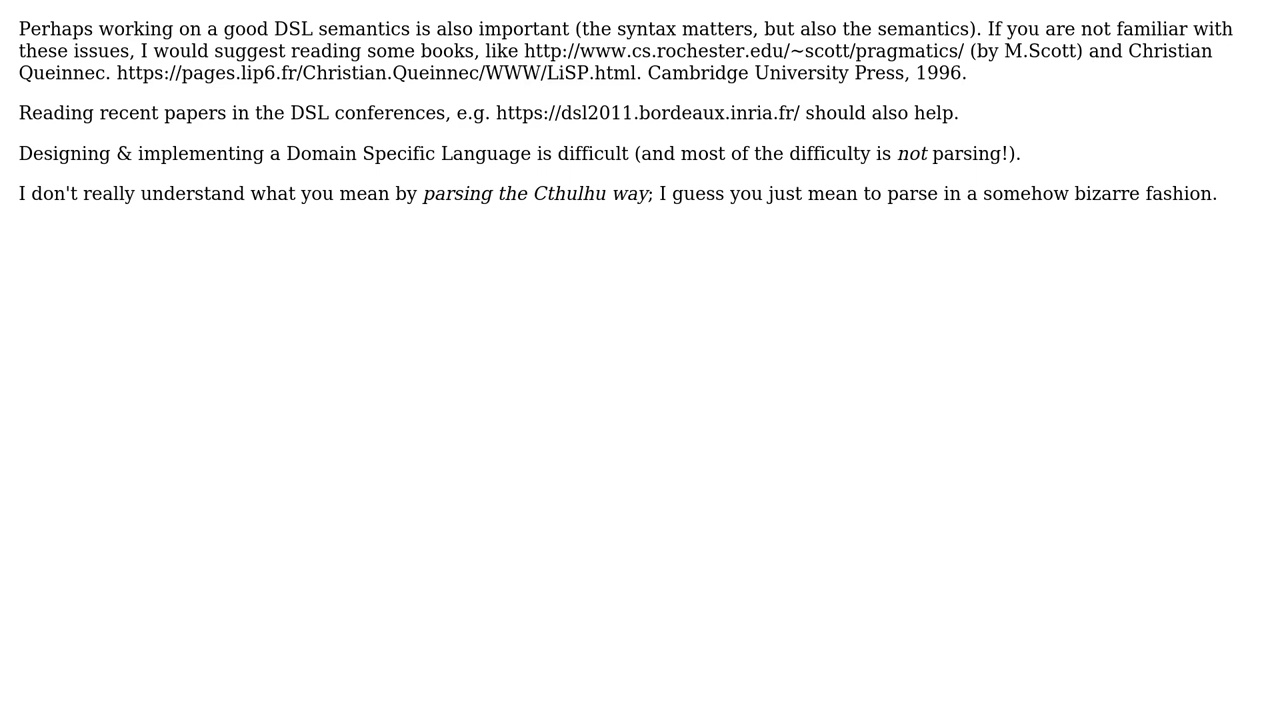 Perhaps working on a good DSL semantics is also important (the syntax matters, but also the semantics). If you are not familiar with
these issues, I would suggest reading some books, like http://www.cs.rochester.edu/~scott/pragmatics/ (by M.Scott) and Christian
Queinnec. https://pages.lip6.fr/Christian.Queinnec/WWW/LiSP.html. Cambridge University Press, 1996.
Reading recent papers in the DSL conferences, e.g. https://dsl2011.bordeaux.inria.fr/ should also help.
Designing & implementing a Domain Specific Language is difficult (and most of the difficulty is not parsing!).
I don't really understand what you mean by parsing the Cthulhu way; I guess you just mean to parse in a somehow bizarre fashion.